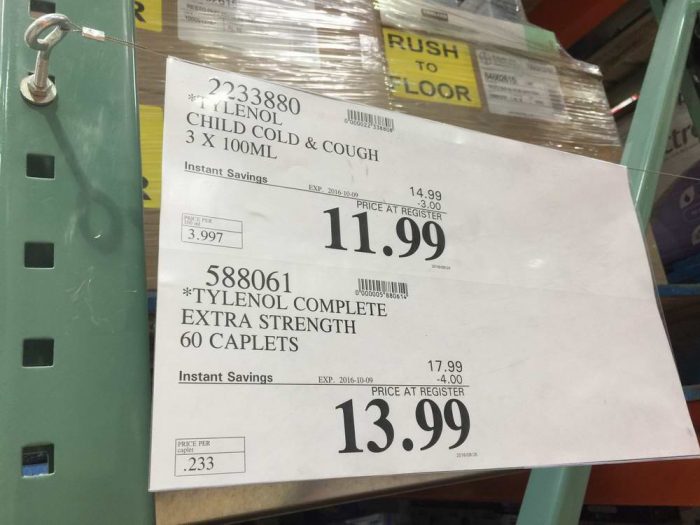 RUSH
TO
FLOOR
2233880
*TYLENOL
CHILD COLD & COUGH
3 X 100ML
Instant Savings
EXP. 2016-10-09
14.99
-3.00
PRICE AT REGISTER
11.99
PRICE PER
3.997
588061
*TYLENOL COMPLETE
EXTRA STRENGTH
60 CAPLETS
Instant Savings
EXP. 2016-10-09
17.99
-4.00
PRICE AT REGISTER
13.99
PRICE PER
caplet
.233